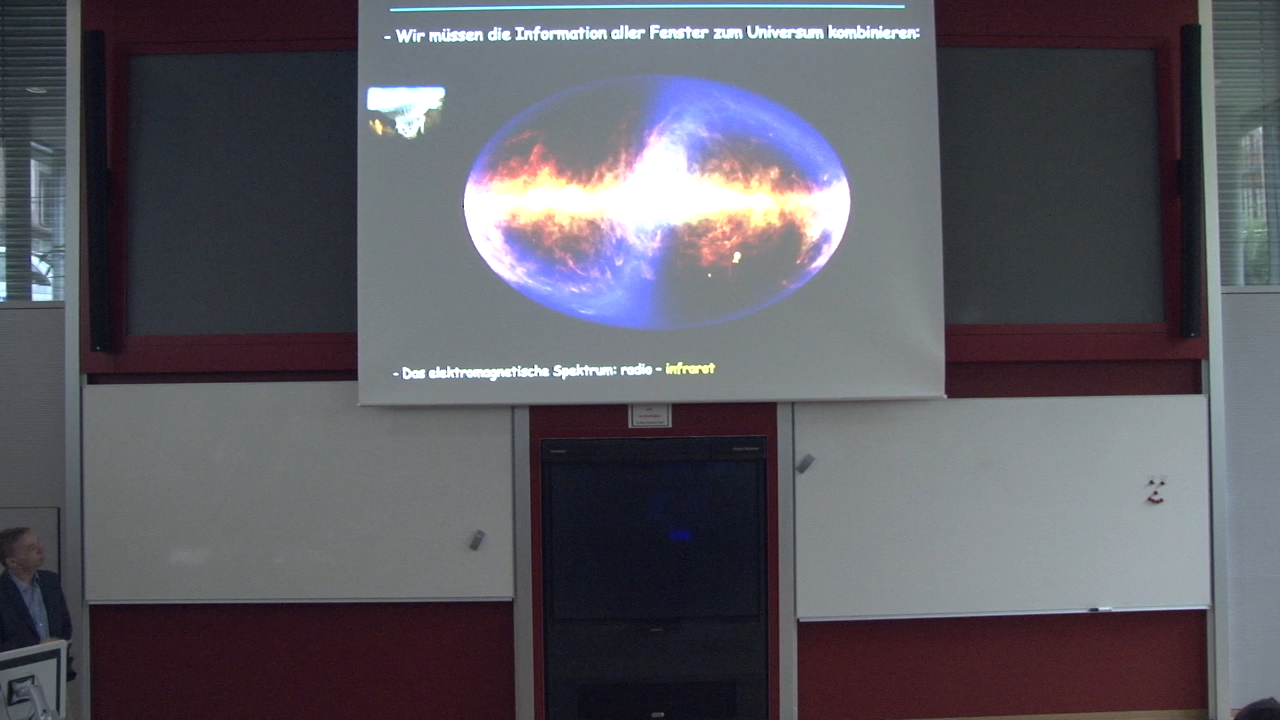 - Wir müssen die Information aller Fenster zum Universum kombinieren:
- Das elektromagnetische Spektrum: radio - infrarot